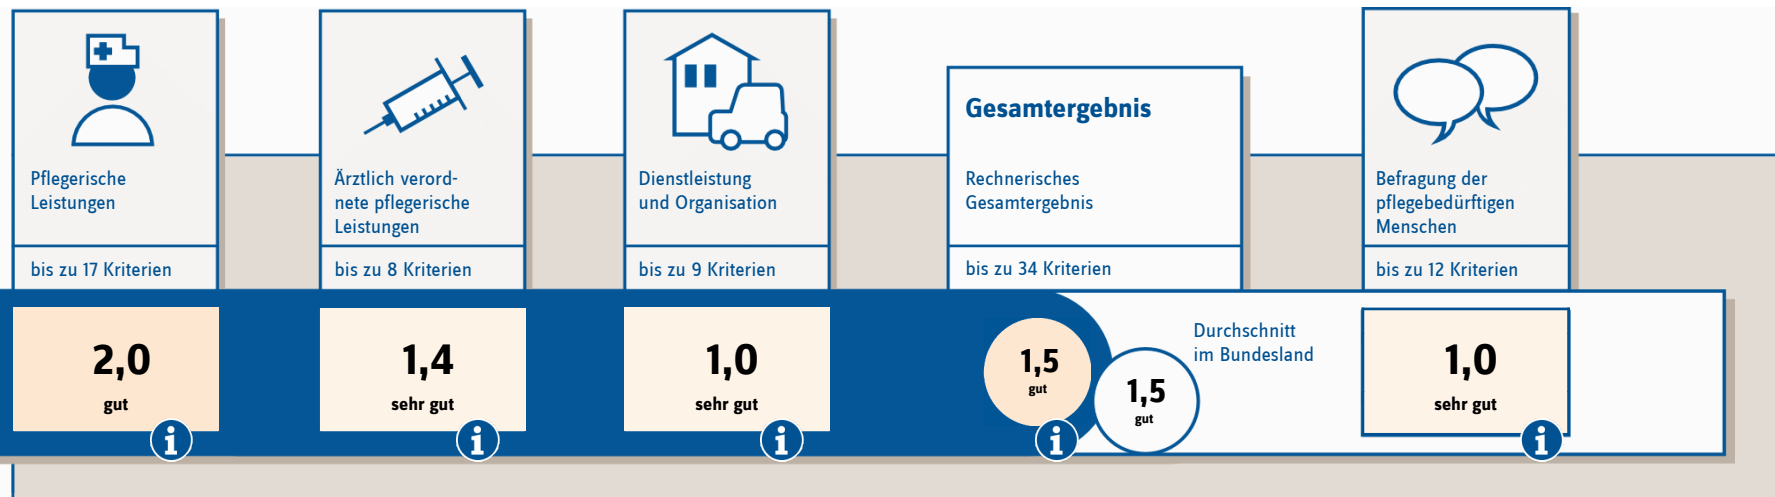 Pflegerische
Leistungen
bis zu 17 Kriterien
2,0
gut
Ärztlich verord-
nete pflegerische
Leistungen
bis zu 8 Kriterien
1,4
sehr gut
Dienstleistung
und Organisation
bis zu 9 Kriterien
1,0
sehr gut
Gesamtergebnis
Rechnerisches
Gesamtergebnis
bis zu 34 Kriterien
1,5
gut
1,5
gut
Durchschnitt
im Bundesland
Befragung der
pflegebedürftigen
Menschen
bis zu 12 Kriterien
1,0
sehr gut